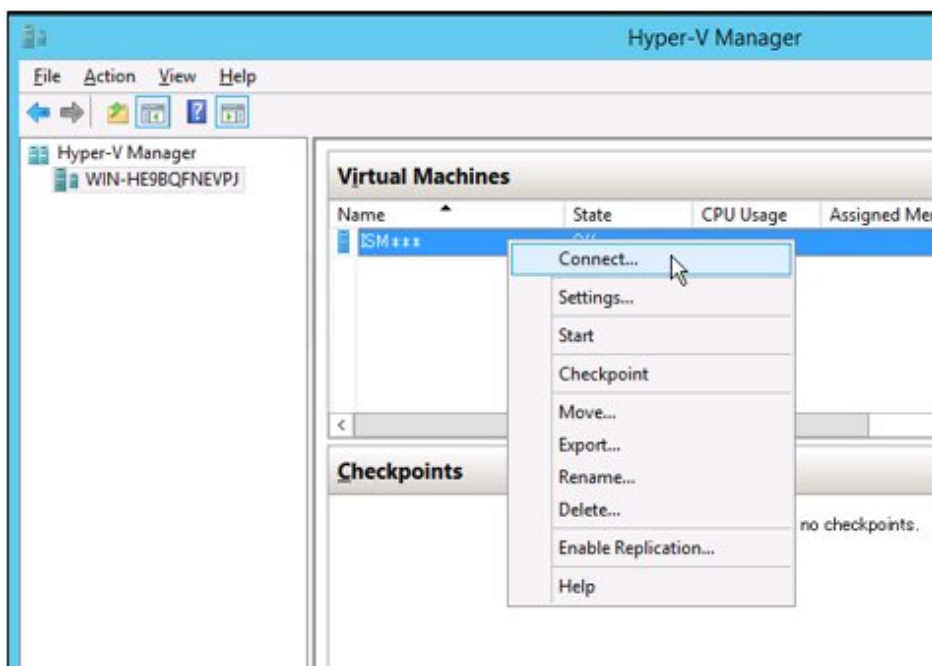 Hyper-V Manager
File Action View Help
Hyper-V Manager
WIN-HE9BQFNEVPJ
Virtual Machines
Name State CPU Usage Assigned
ISM***
Connect...
Settings...
Start
Checkpoint
Move...
Export...
Rename...
Delete...
Enable Replication...
Help
Checkpoints
no checkpoints.